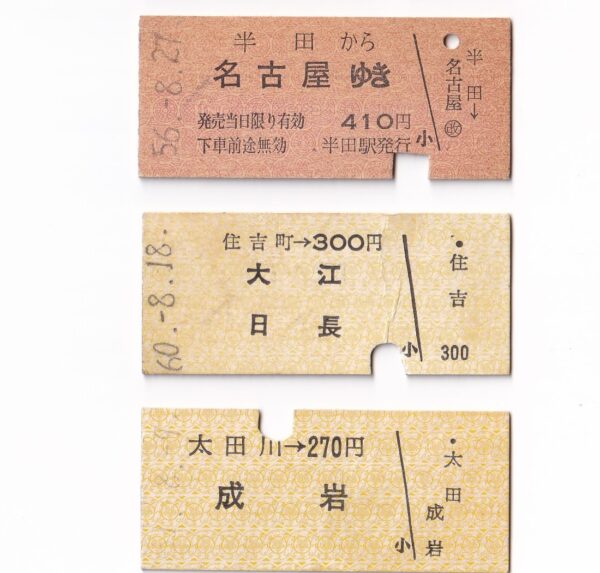 56.-8.27
半田から
名古屋ゆき
発売当日限り有効 410円
下車前途無効 半田駅発行
小
半田→
名古屋 ㊢
60.-8.18.
住吉町→300円
大江
日長
小
住吉
300
太田川→270円
成岩
小
太田
成岩